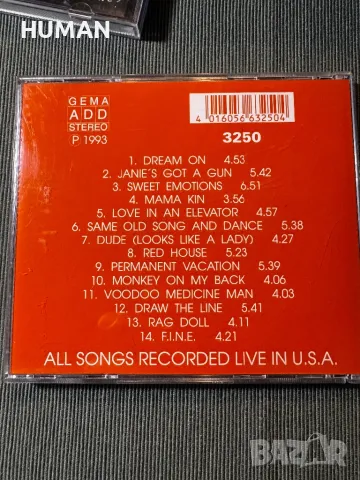 HUMAN
GEMA
ADD
STEREO
P 1993
4 016056 632504
3250
1. DREAM ON 4.53
2. JANIE'S GOT A GUN 5.42
3. SWEET EMOTIONS 6.51
4. MAMA KIN 3.56
5. LOVE IN AN ELEVATOR 4.57
6. SAME OLD SONG AND DANCE 5.38
7. DUDE (LOOKS LIKE A LADY) 4.27
8. RED HOUSE 5.23
9. PERMANENT VACATION 5.39
10. MONKEY ON MY BACK 4.06
11. VOODOO MEDICINE MAN 4.03
12. DRAW THE LINE 5.41
13. RAG DOLL 4.11
14. F.I.N.E. 4.21
ALL SONGS RECORDED LIVE IN U.S.A.
BAZAR